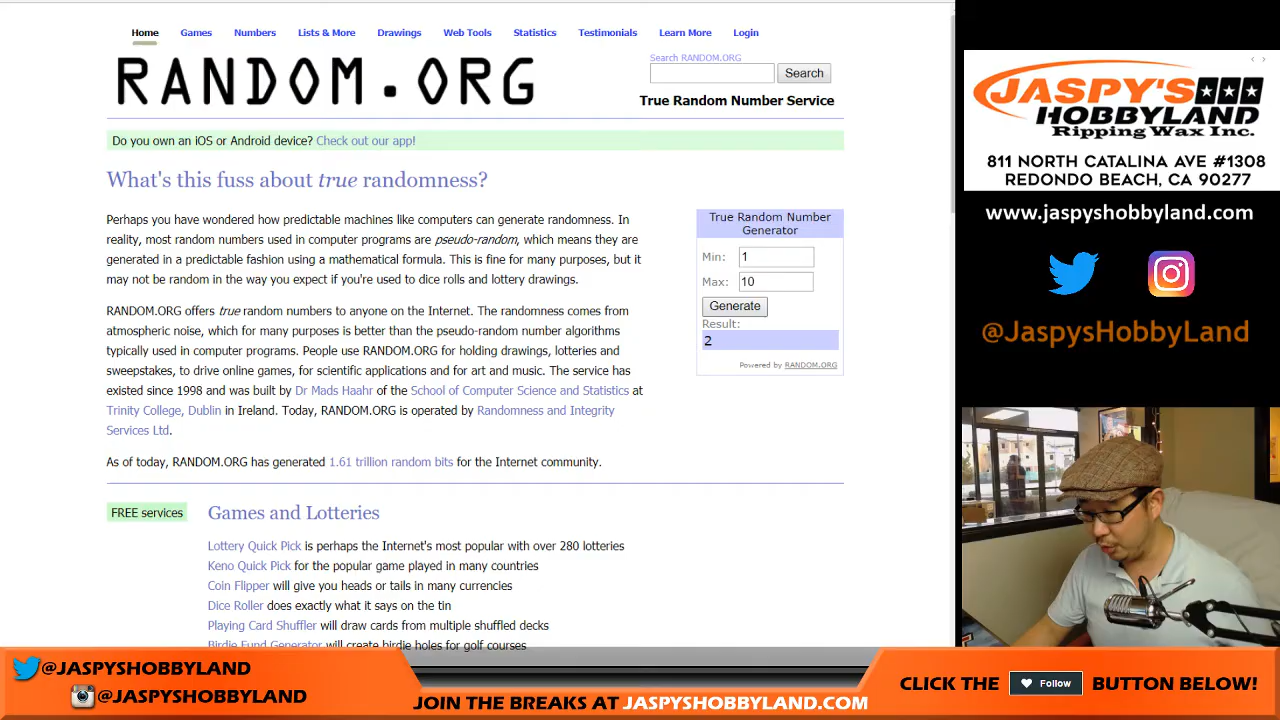 Home Games Numbers Lists & More Drawings Web Tools Statistics Testimonials Learn More Login
RANDOM.ORG
Search RANDOM.ORG
Search
True Random Number Service
Do you own an iOS or Android device? Check out our app!
What's this fuss about true randomness?
Perhaps you have wondered how predictable machines like computers can generate randomness. In
reality, most random numbers used in computer programs are pseudo-random, which means they are
generated in a predictable fashion using a mathematical formula. This is fine for many purposes, but it
may not be random in the way you expect if you're used to dice rolls and lottery drawings.
RANDOM.ORG offers true random numbers to anyone on the Internet. The randomness comes from
atmospheric noise, which for many purposes is better than the pseudo-random number algorithms
typically used in computer programs. People use RANDOM.ORG for holding drawings, lotteries and
sweepstakes, to drive online games, for scientific applications and for art and music. The service has
existed since 1998 and was built by Dr Mads Haahr of the School of Computer Science and Statistics at
Trinity College, Dublin in Ireland. Today, RANDOM.ORG is operated by Randomness and Integrity
Services Ltd.
As of today, RANDOM.ORG has generated 1.61 trillion random bits for the Internet community.
True Random Number
Generator
Min: 1
Max: 10
Generate
Result:
2
Powered by RANDOM.ORG
FREE services
Games and Lotteries
Lottery Quick Pick is perhaps the Internet's most popular with over 280 lotteries
Keno Quick Pick for the popular game played in many countries
Coin Flipper will give you heads or tails in many currencies
Dice Roller does exactly what it says on the tin
Playing Card Shuffler will draw cards from multiple shuffled decks
Birdie Fund Generator will create birdie holes for golf courses
JASPY'S
HOBBYLAND
Ripping Wax Inc.
811 NORTH CATALINA AVE #1308
REDONDO BEACH, CA 90277
www.jaspyshobbyland.com
@JaspysHobbyLand
@JASPYSHOBBYLAND
@JASPYSHOBBYLAND
JOIN THE BREAKS AT JASPYSHOBBYLAND.COM
CLICK THE Follow BUTTON BELOW!